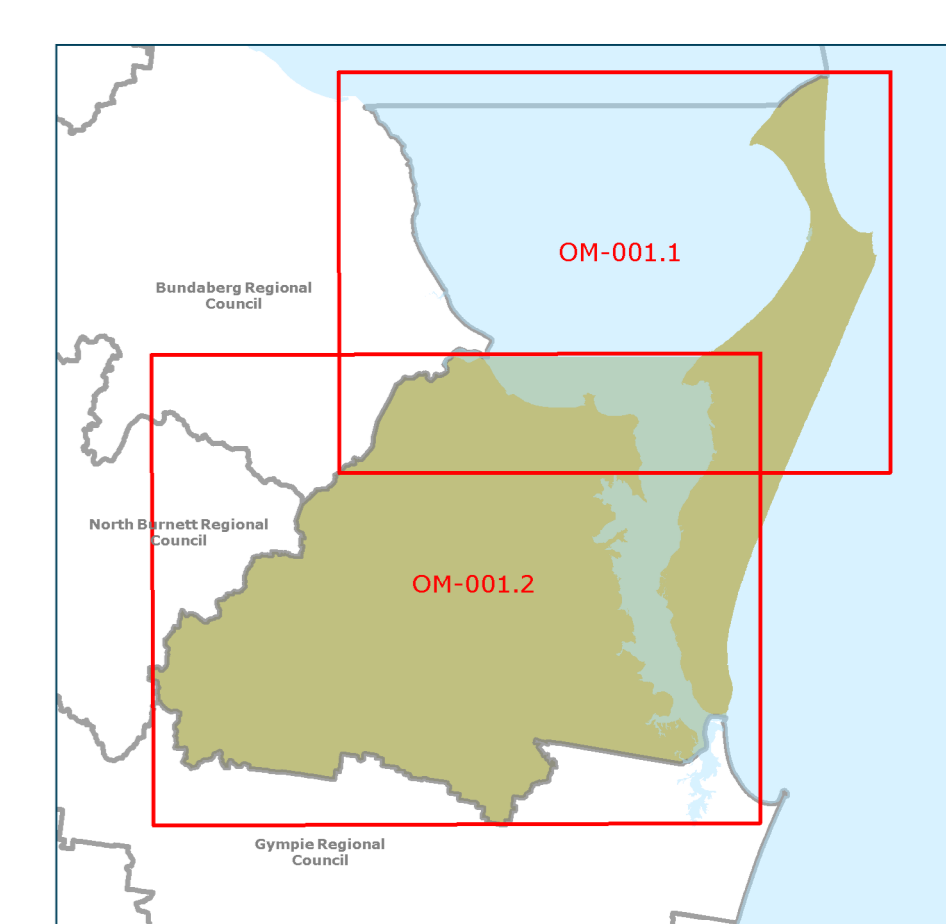 OM-001.1
Bundaberg Regional
Council
North Burnett Regional
Council
OM-001.2
Gympie Regional
Council